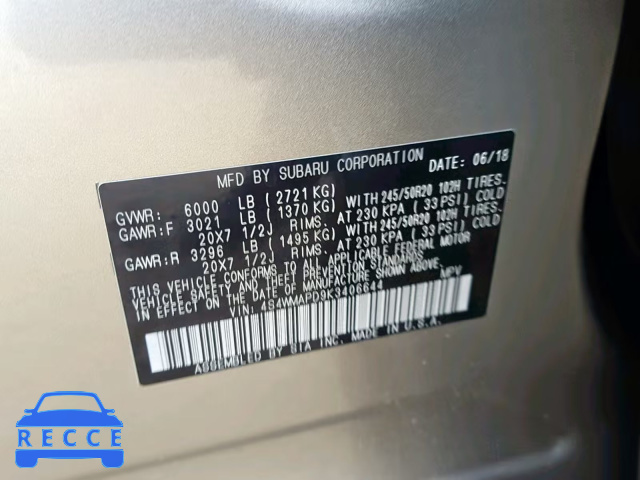 MFD BY SUBARU CORPORATION DATE: 06/18
GVWR: 6000 LB ( 2721 KG)
GAWR:F 3021 LB ( 1370 KG) WITH 245/50R20 102H TIRES.
20X7 1/2J RIMS. AT 230 KPA ( 33 PSI) COLD
GAWR:R 3296 LB ( 1495 KG) WITH 245/50R20 102H TIRES.
20X7 1/2J RIMS. AT 230 KPA ( 33 PSI) COLD
THIS VEHICLE CONFORMS TO ALL APPLICABLE FEDERAL MOTOR
VEHICLE SAFETY AND THEFT PREVENTION STANDARDS
IN EFFECT ON THE DATE OF MANUFACTURE SHOWN ABOVE.
VIN: 4S4WMAPD9K3406644 MPV
ASSEMBLED BY SIA INC. MADE IN U.S.A.
RECCE